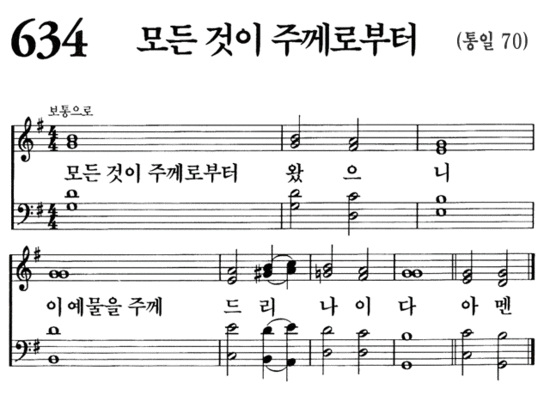 634 모든 것이 주께로부터 (통일 70)
보통으로
모든 것이 주께로부터 왔 으 니
이 예물을 주께 드 리 나 이 다 아 멘